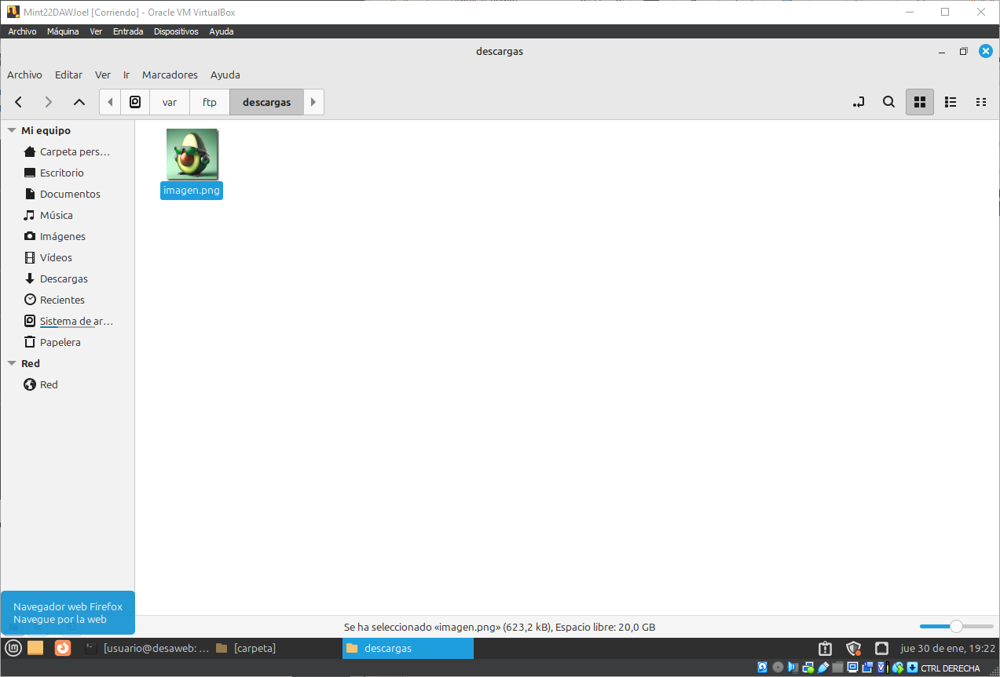 Mint22DAWJoel [Corriendo] - Oracle VM VirtualBox
Archivo Máquina Ver Entrada Dispositivos Ayuda
descargas
Archivo Editar Ver Ir Marcadores Ayuda
var ftp descargas
Mi equipo
Carpeta pers...
Escritorio
Documentos
Música
Imágenes
Vídeos
Descargas
Recientes
Sistema de ar...
Papelera
Red
Red
imagen.png
Navegador web Firefox
Navegue por la web
Se ha seleccionado «imagen.png» (623,2 kB), Espacio libre: 20,0 GB
[usuario@desaweb: ... [carpeta] descargas jue 30 de ene, 19:22
CTRL DERECHA